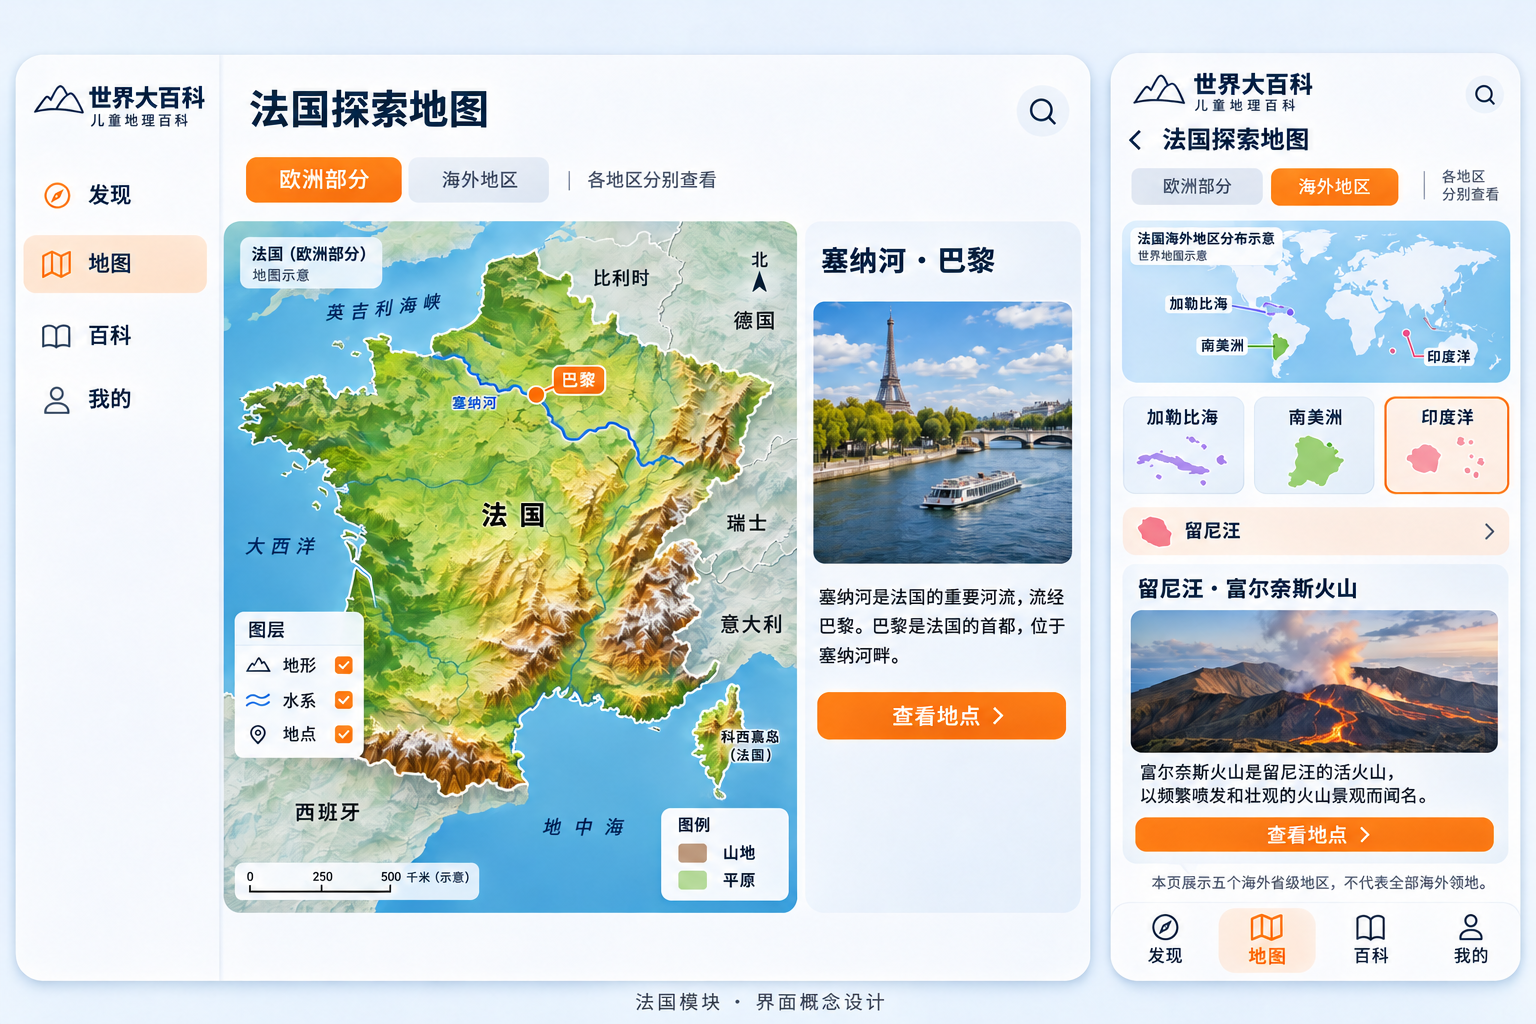 世界大百科
儿童地理百科
发现
地图
百科
我的
法国探索地图
欧洲部分
海外地区
各地区分别查看
法国（欧洲部分）
地图示意
英吉利海峡
比利时
北
德国
巴黎
塞纳河
法国
大西洋
瑞士
意大利
图层
地形
水系
地点
科西嘉岛
（法国）
西班牙
地中海
图例
山地
平原
0 250 500 千米（示意）
塞纳河·巴黎
塞纳河是法国的重要河流，流经
巴黎。巴黎是法国的首都，位于
塞纳河畔。
查看地点
世界大百科
儿童地理百科
法国探索地图
欧洲部分
海外地区
各地区
分别查看
法国海外地区分布示意
世界地图示意
加勒比海
南美洲
印度洋
加勒比海
南美洲
印度洋
留尼汪
留尼汪·富尔奈斯火山
富尔奈斯火山是留尼汪的活火山，
以频繁喷发和壮观的火山景观而闻名。
查看地点
本页展示五个海外省级地区，不代表全部海外领地。
发现
地图
百科
我的
法国模块 · 界面概念设计